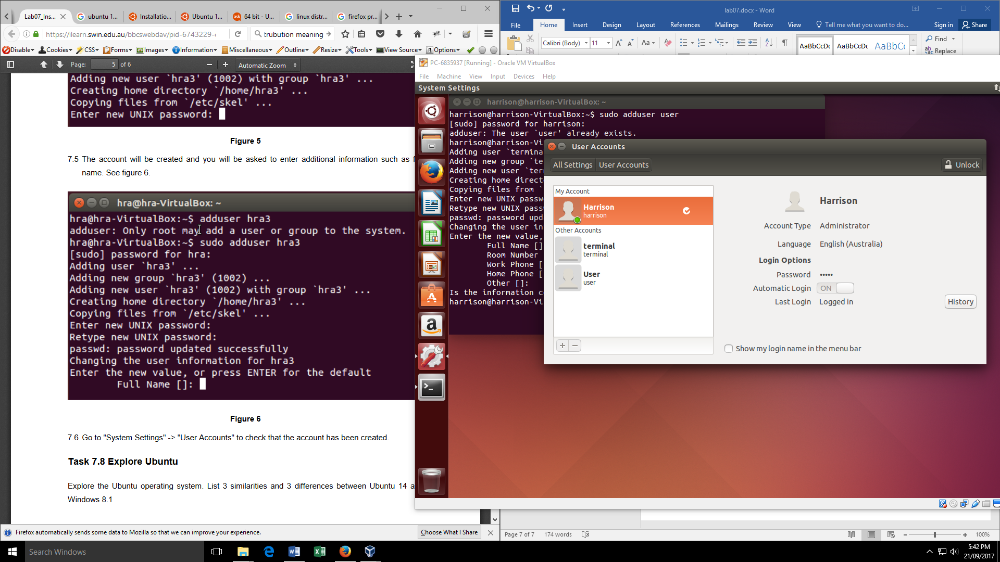 Lab07_Ins...
ubuntu 1...
Installatio...
Ubuntu 1...
64 bit - U...
linux distr...
firefox pr...
https://ilearn.swin.edu.au/bbcswebdav/pid-6743229-
trubution meaning
Disable
Cookies
CSS
Forms
Images
Information
Miscellaneous
Outline
Resize
Tools
View Source
Options
Page:
5
of 6
Automatic Zoom
Adding new user `hra3' (1002) with group `hra3' ...
Creating home directory `/home/hra3' ...
Copying files from `/etc/skel' ...
Enter new UNIX password:
Figure 5
7.5 The account will be created and you will be asked to enter additional information such as f
name. See figure 6.
hra@hra-VirtualBox: ~
hra@hra-VirtualBox:~$ adduser hra3
adduser: Only root may add a user or group to the system.
hra@hra-VirtualBox:~$ sudo adduser hra3
[sudo] password for hra:
Adding user `hra3' ...
Adding new group `hra3' (1002) ...
Adding new user `hra3' (1002) with group `hra3' ...
Creating home directory `/home/hra3' ...
Copying files from `/etc/skel' ...
Enter new UNIX password:
Retype new UNIX password:
passwd: password updated successfully
Changing the user information for hra3
Enter the new value, or press ENTER for the default
Full Name []:
Figure 6
7.6 Go to "System Settings" -> "User Accounts" to check that the account has been created.
Task 7.8 Explore Ubuntu
Explore the Ubuntu operating system. List 3 similarities and 3 differences between Ubuntu 14 a
Windows 8.1
Firefox automatically sends some data to Mozilla so that we can improve your experience.
Choose What I Share
lab07.docx - Word
File
Home
Insert
Design
Layout
References
Mailings
Review
View
Tell me what you want to do...
Sign in
Share
Calibri (Body)
11
AaBbCcDc
AaBbCcDc
AaBbC
Find
Replace
PC-6835937 [Running] - Oracle VM VirtualBox
File
Machine
View
Input
Devices
Help
System Settings
harrison@harrison-VirtualBox: ~
harrison@harrison-VirtualBox:~$ sudo adduser user
[sudo] password for harrison:
adduser: The user `user' already exists.
harrison@harrison-Vi
Adding user `termina
Adding new group `te
Adding new user `ter
Creating home direct
Copying files from `
Enter new UNIX passw
Retype new UNIX pass
passwd: password upd
Changing the user in
Enter the new value,
Full Name []
Room Number
Work Phone [
Home Phone [
Other []:
Is the information c
harrison@harrison-Vi
User Accounts
All Settings
User Accounts
Unlock
My Account
Harrison
harrison
Other Accounts
terminal
terminal
User
user
Harrison
Account Type
Administrator
Language
English (Australia)
Login Options
Password
•••••
Automatic Login
ON
Last Login
Logged in
History
Show my login name in the menu bar
Page 7 of 7
174 words
100%
Search Windows
5:42 PM
21/09/2017